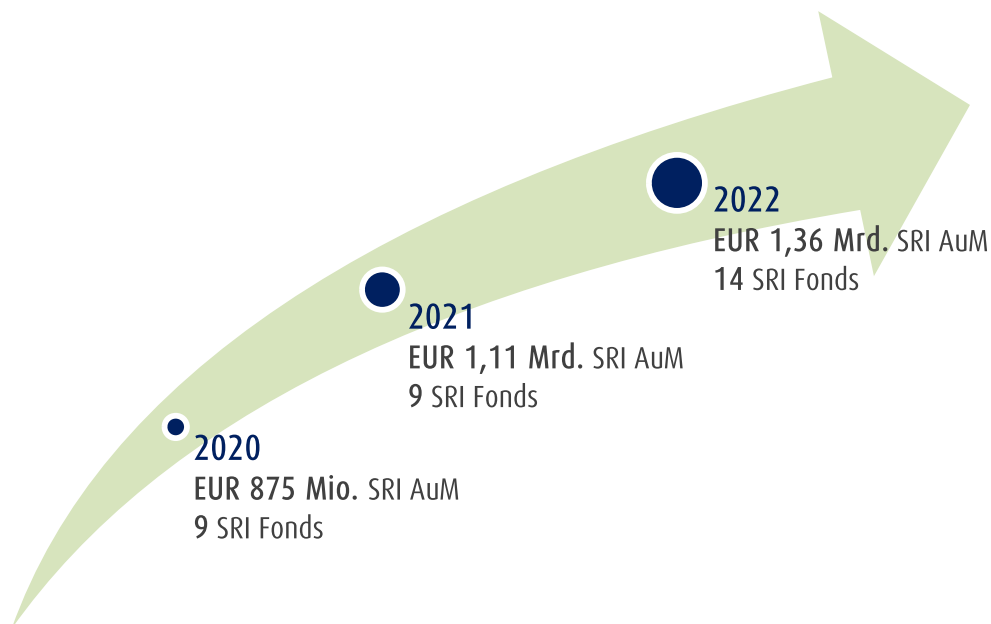 2020
EUR 875 Mio. SRI AuM
9 SRI Fonds
2021
EUR 1,11 Mrd. SRI AuM
9 SRI Fonds
2022
EUR 1,36 Mrd. SRI AuM
14 SRI Fonds